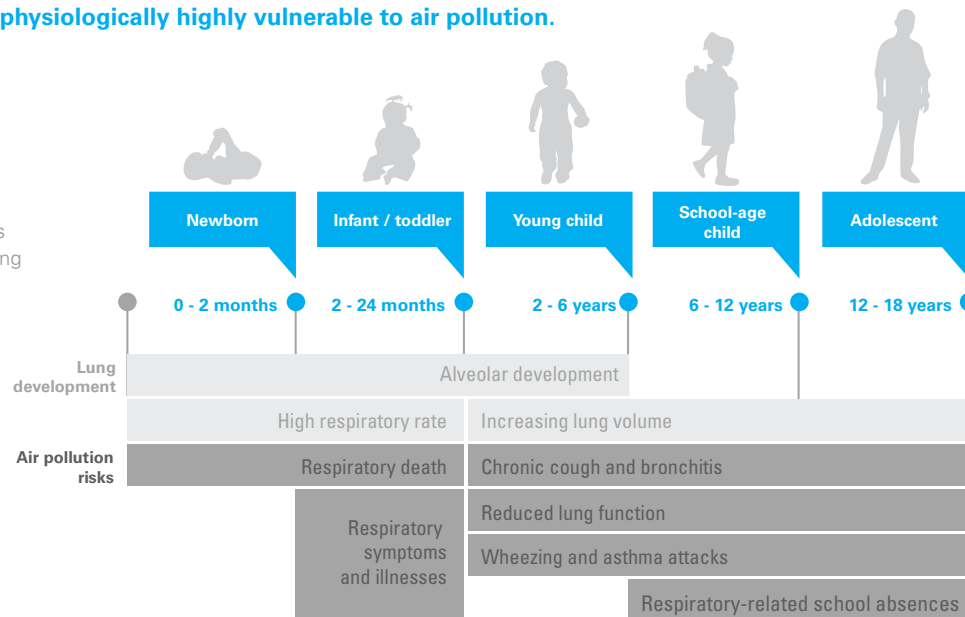 physiologically highly vulnerable to air pollution.
s
ng
Newborn
Infant / toddler
Young child
School-age
child
Adolescent
0 - 2 months
2 - 24 months
2 - 6 years
6 - 12 years
12 - 18 years
Lung
development
Alveolar development
High respiratory rate
Increasing lung volume
Air pollution
risks
Respiratory death
Chronic cough and bronchitis
Respiratory
symptoms
and illnesses
Reduced lung function
Wheezing and asthma attacks
Respiratory-related school absences